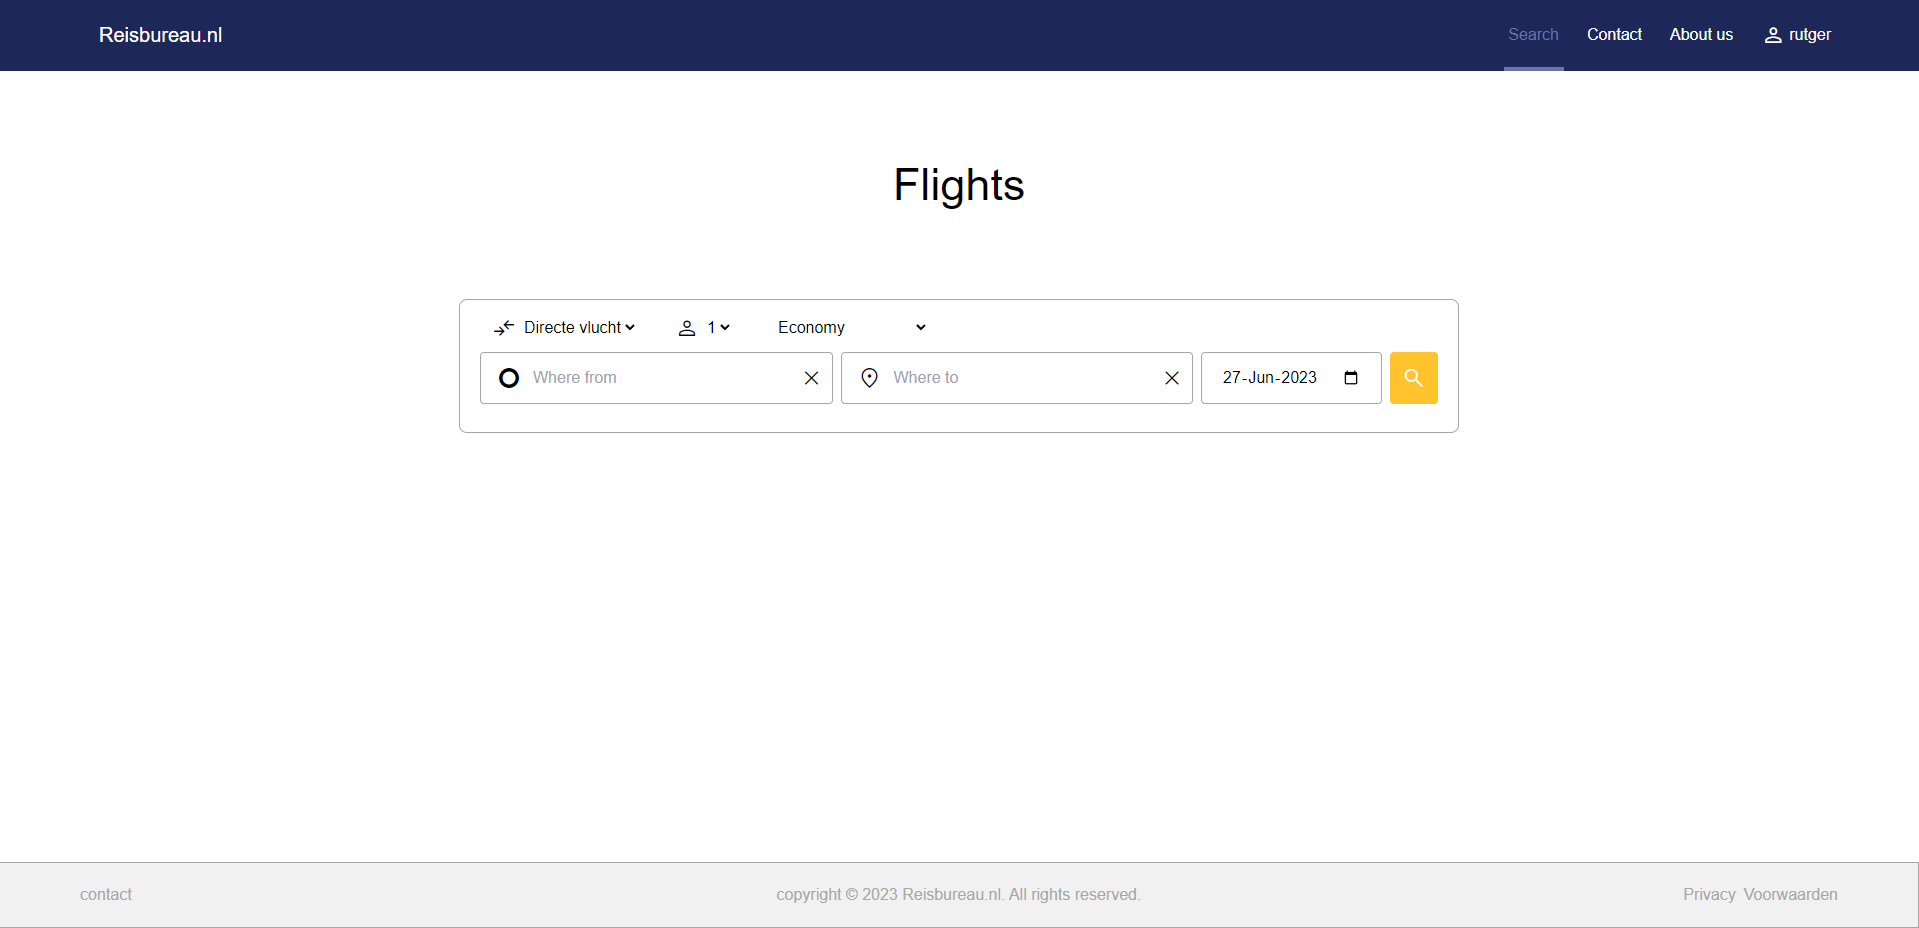 Reisbureau.nl Search Contact About us rutger
Flights
Directe vlucht 1 Economy
Where from Where to 27-Jun-2023
contact copyright © 2023 Reisbureau.nl. All rights reserved. Privacy Voorwaarden